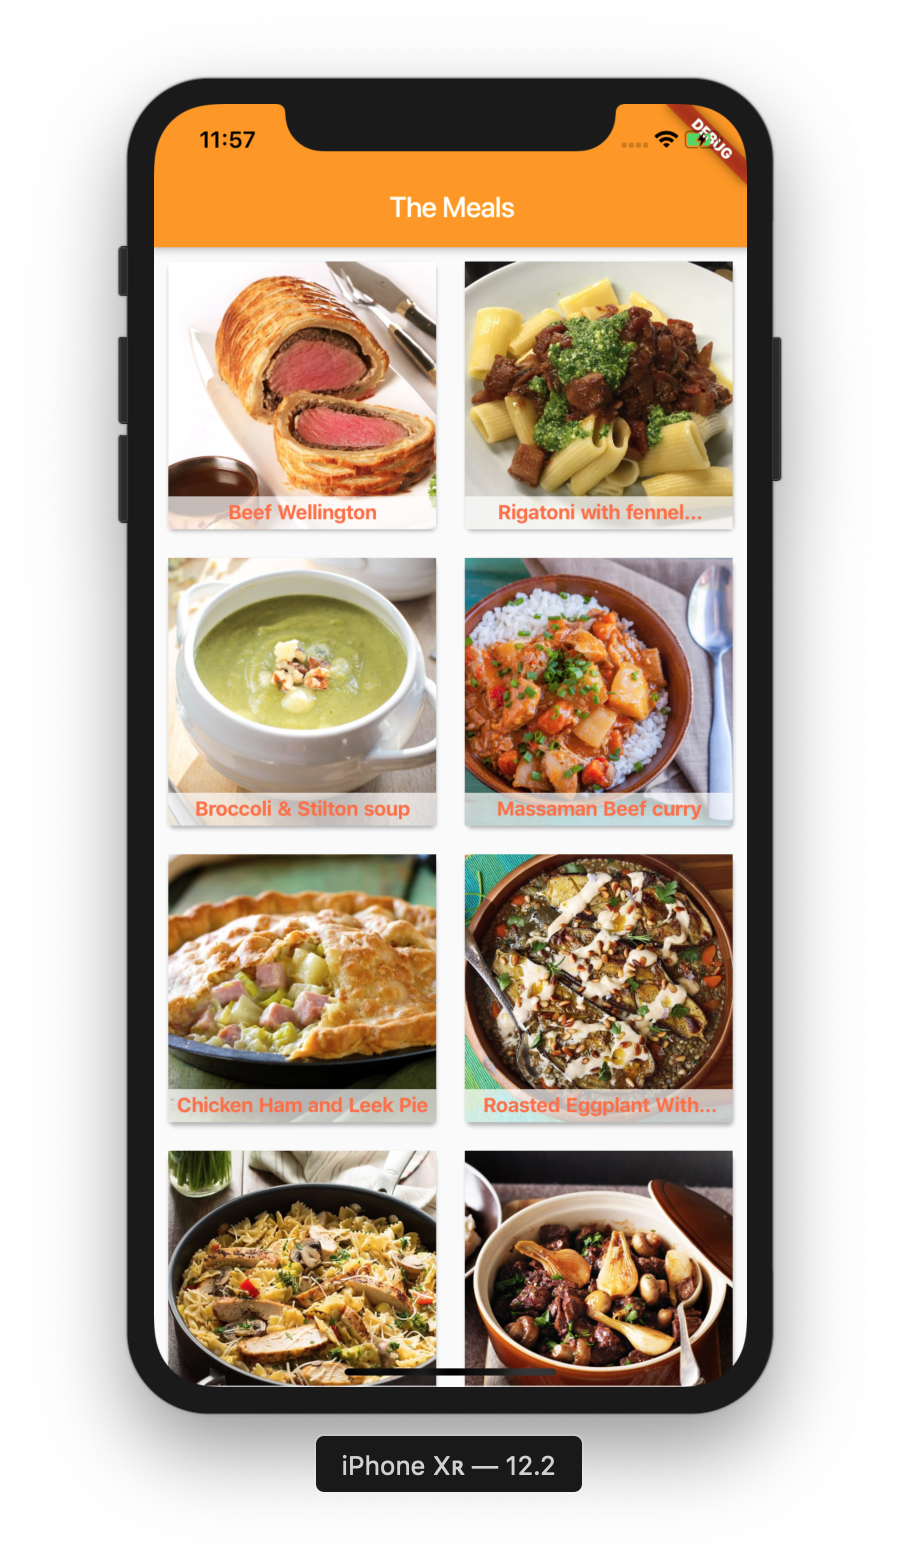 11:57
DEBUG
The Meals
Beef Wellington
Rigatoni with fennel...
Broccoli & Stilton soup
Massaman Beef curry
Chicken Ham and Leek Pie
Roasted Eggplant With...
iPhone Xʀ — 12.2